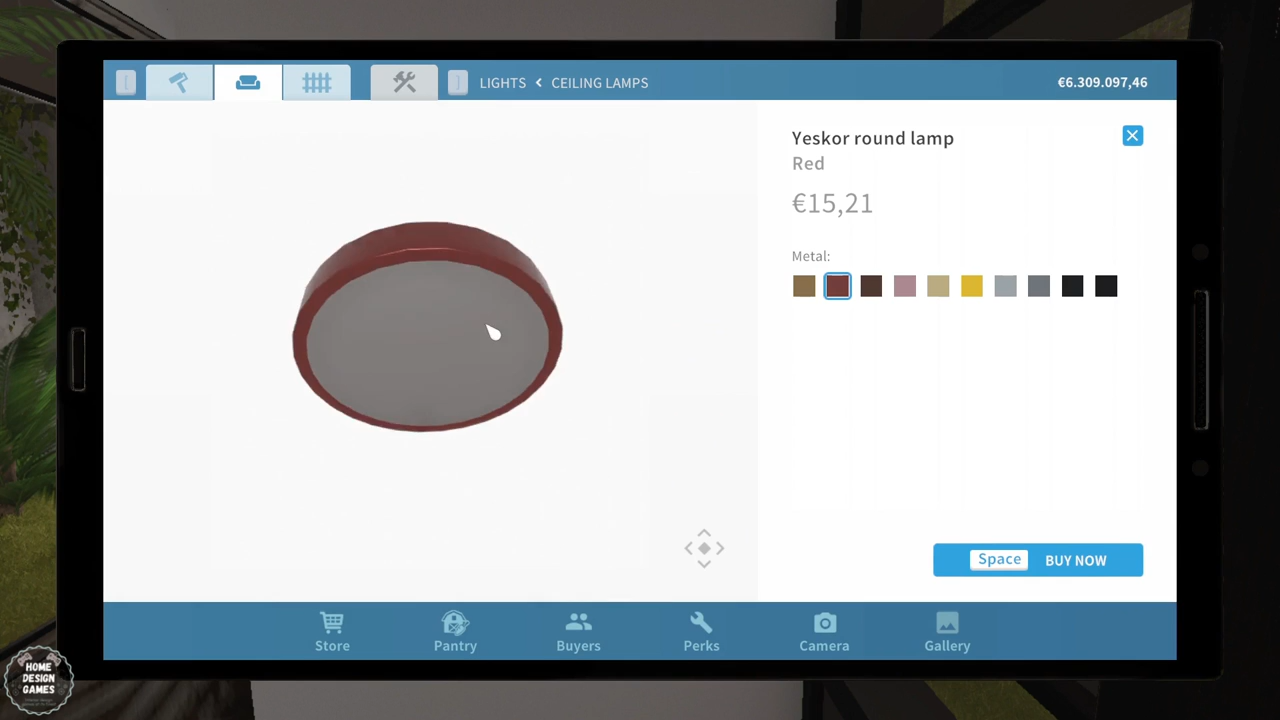 [ ] LIGHTS < CEILING LAMPS €6.309.097,46
Yeskor round lamp
Red
€15,21
Metal:
Space BUY NOW
Store Pantry Buyers Perks Camera Gallery
HOME
DESIGN
GAMES